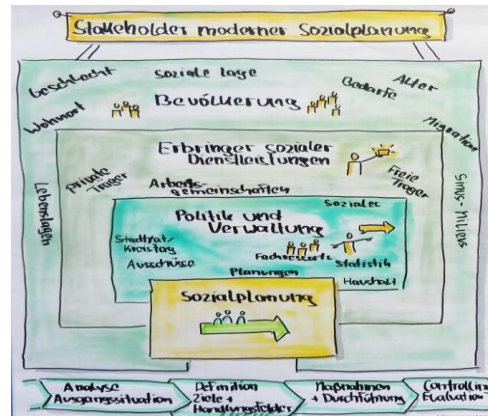 Stakeholder moderner Sozialplanung
Geschlecht
soziale Lage
Alter
Bedarfe
Wohnort
Bevölkerung
Migration
Erbringer sozialer
Dienstleistungen
Private
Träger
Arbeits-
gemeinschaften
Freie
Träger
Lebenslagen
Sinus-Milieus
Soziales
Politik und
Verwaltung
Stadtrat/
Kreistag
Ausschüsse
Fachressorts
Statistik
Planungen
Haushalt
Sozialplanung
Analyse
Ausgangssituation
Definition
Ziele +
Handlungsfelder
Maßnahmen
+ Durchführung
Controlling
Evaluation